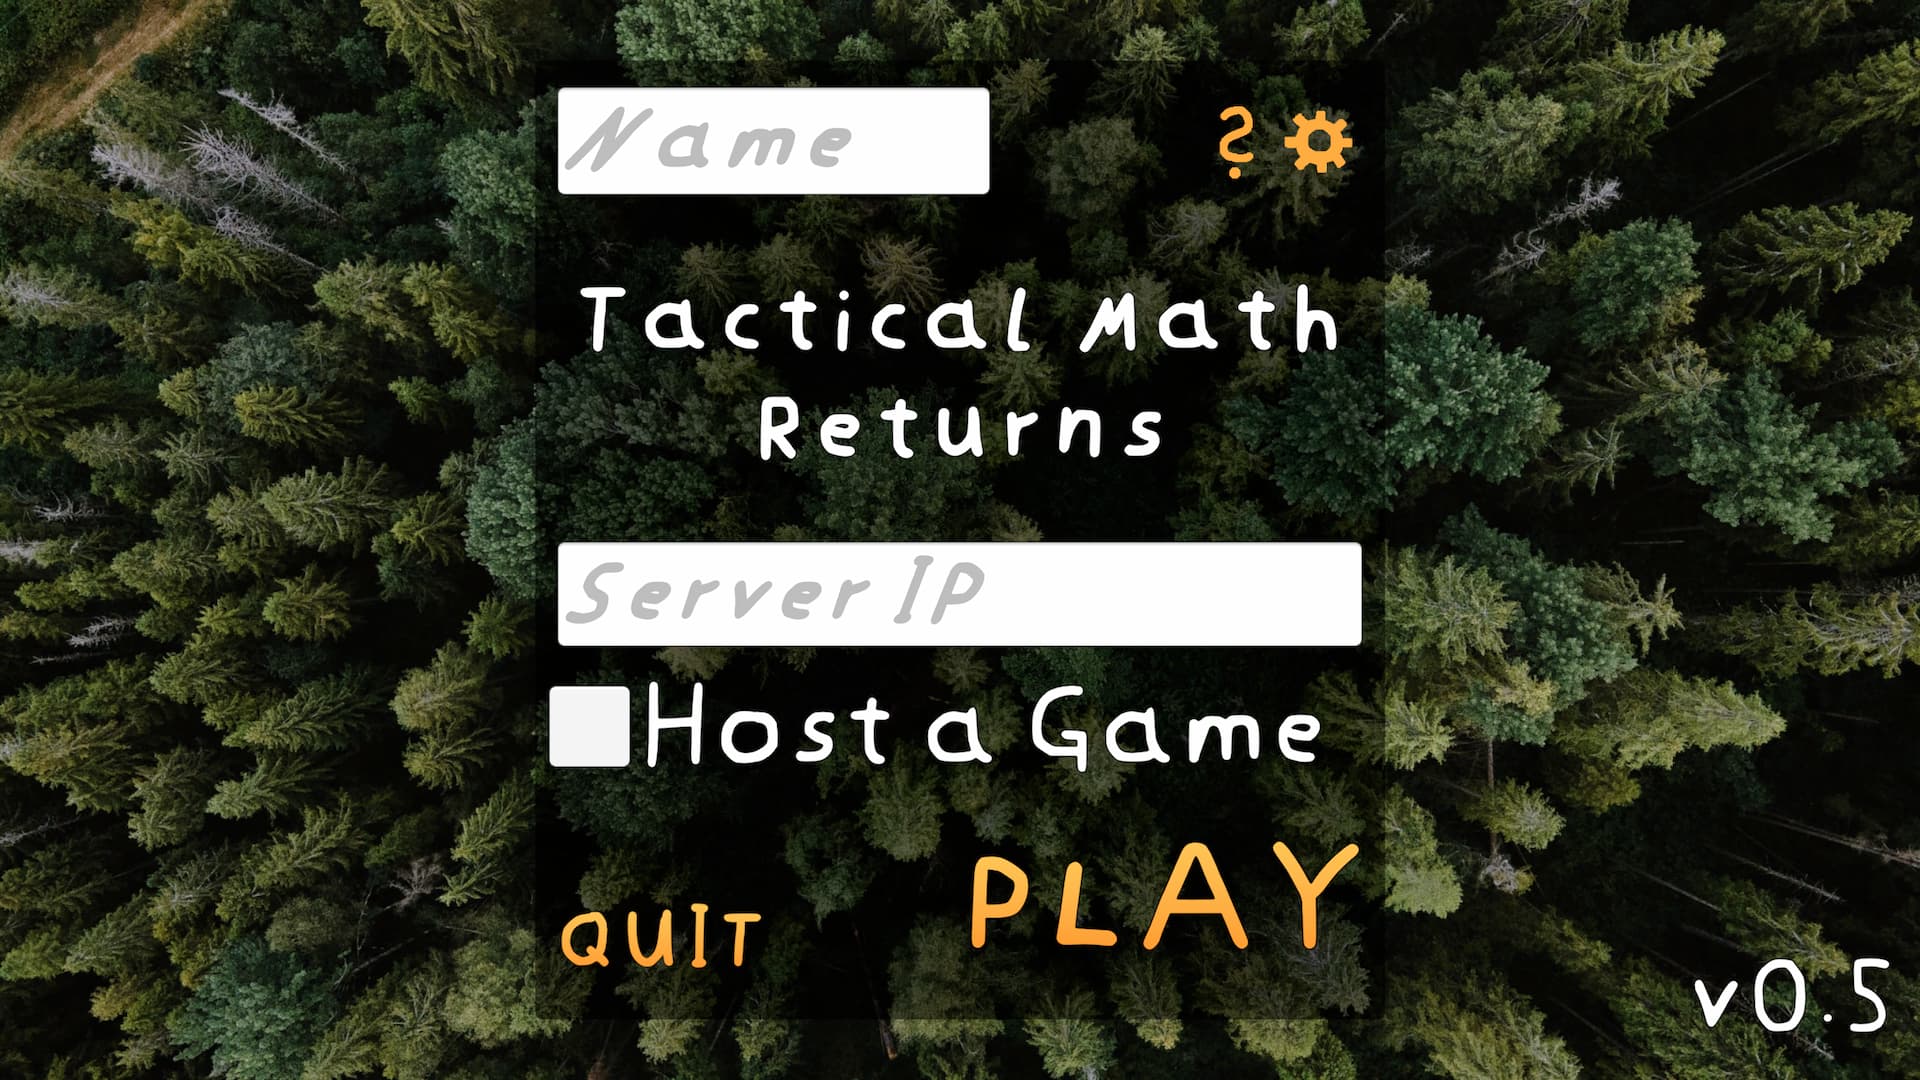 Name
?
Tactical Math
Returns
Server IP
Host a Game
QUIT
PLAY
v0.5